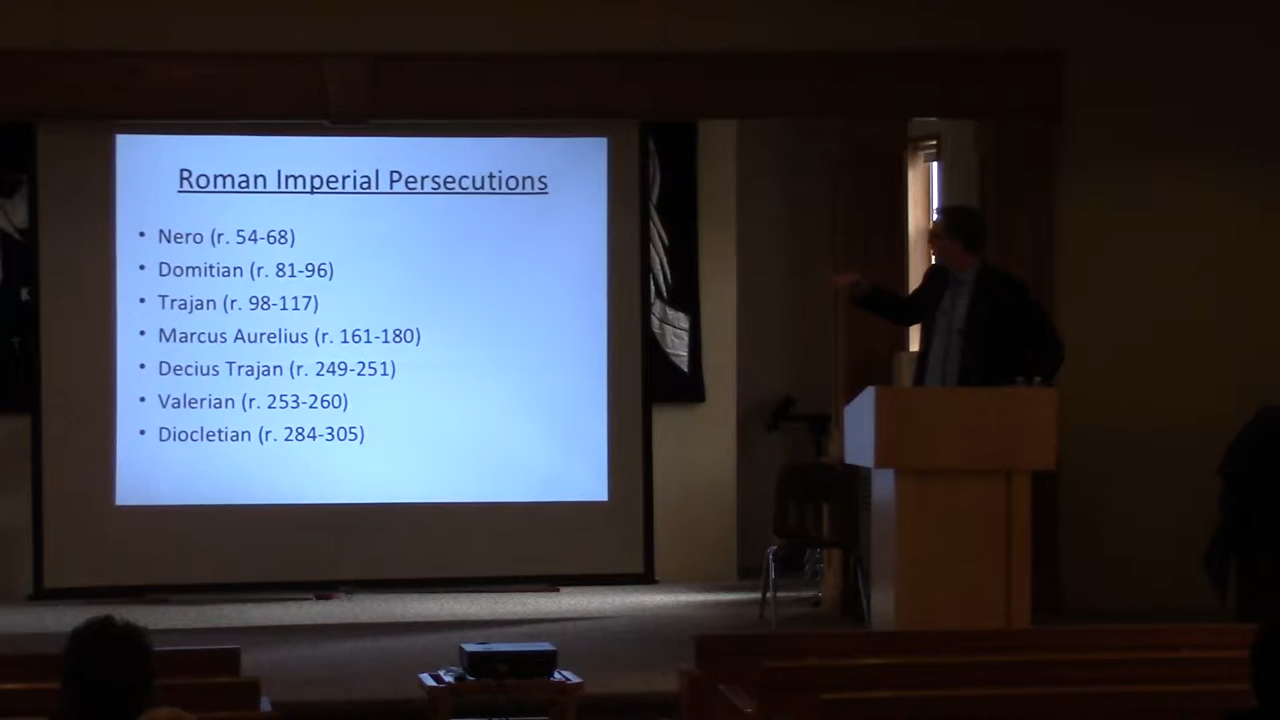 Roman Imperial Persecutions
• Nero (r. 54-68)
• Domitian (r. 81-96)
• Trajan (r. 98-117)
• Marcus Aurelius (r. 161-180)
• Decius Trajan (r. 249-251)
• Valerian (r. 253-260)
• Diocletian (r. 284-305)